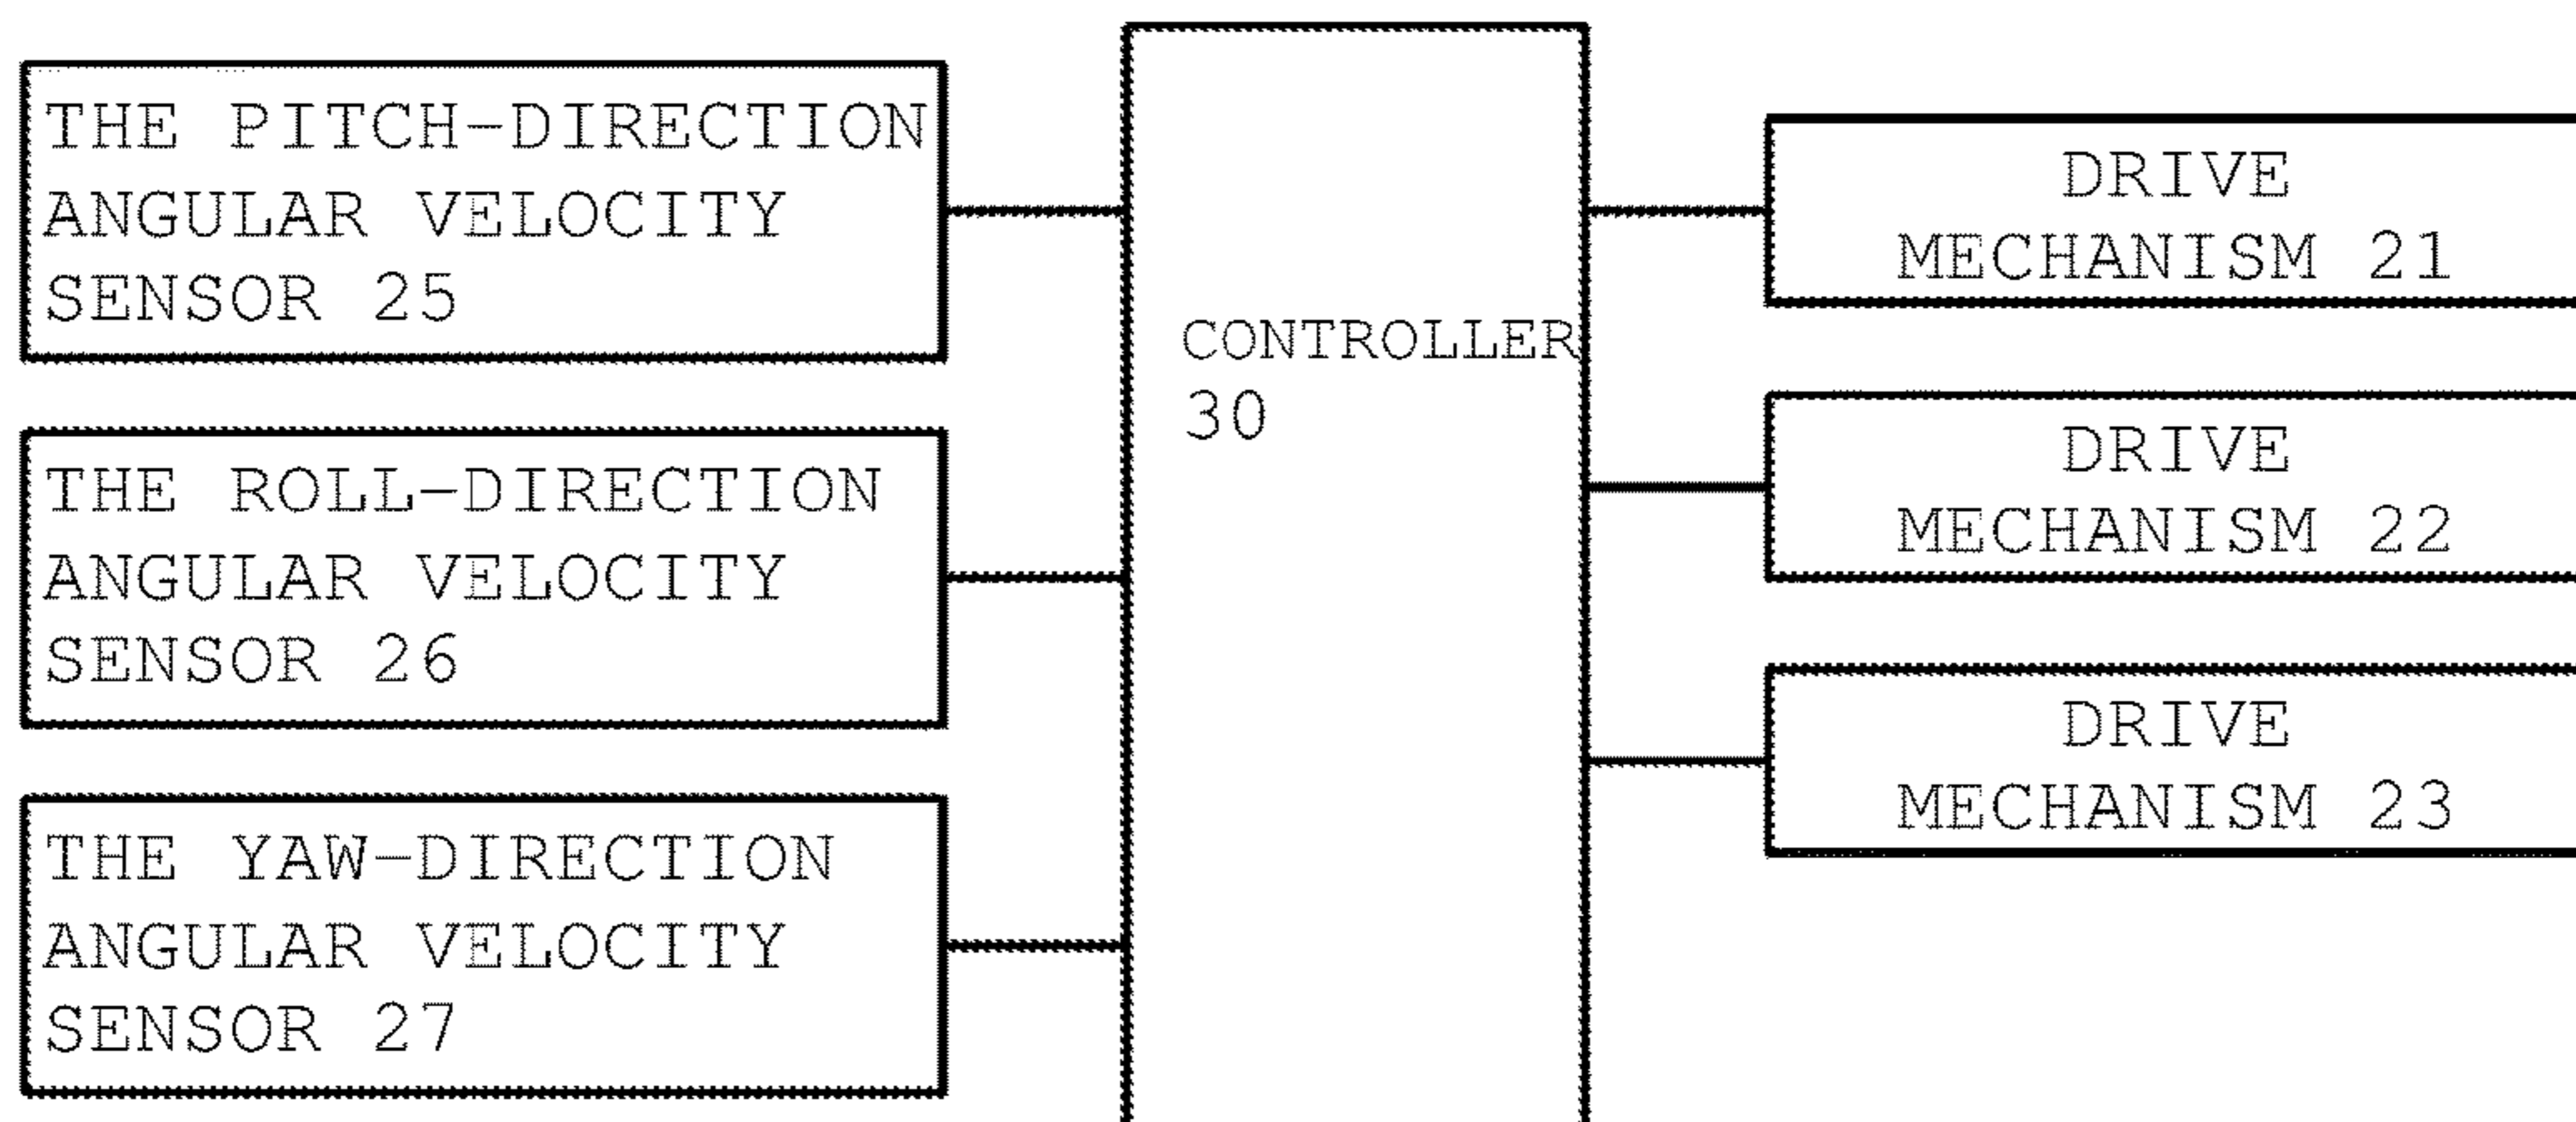 THE PITCH-DIRECTION
ANGULAR VELOCITY
SENSOR 25
THE ROLL-DIRECTION
ANGULAR VELOCITY
SENSOR 26
THE YAW-DIRECTION
ANGULAR VELOCITY
SENSOR 27
CONTROLLER
30
DRIVE
MECHANISM 21
DRIVE
MECHANISM 22
DRIVE
MECHANISM 23